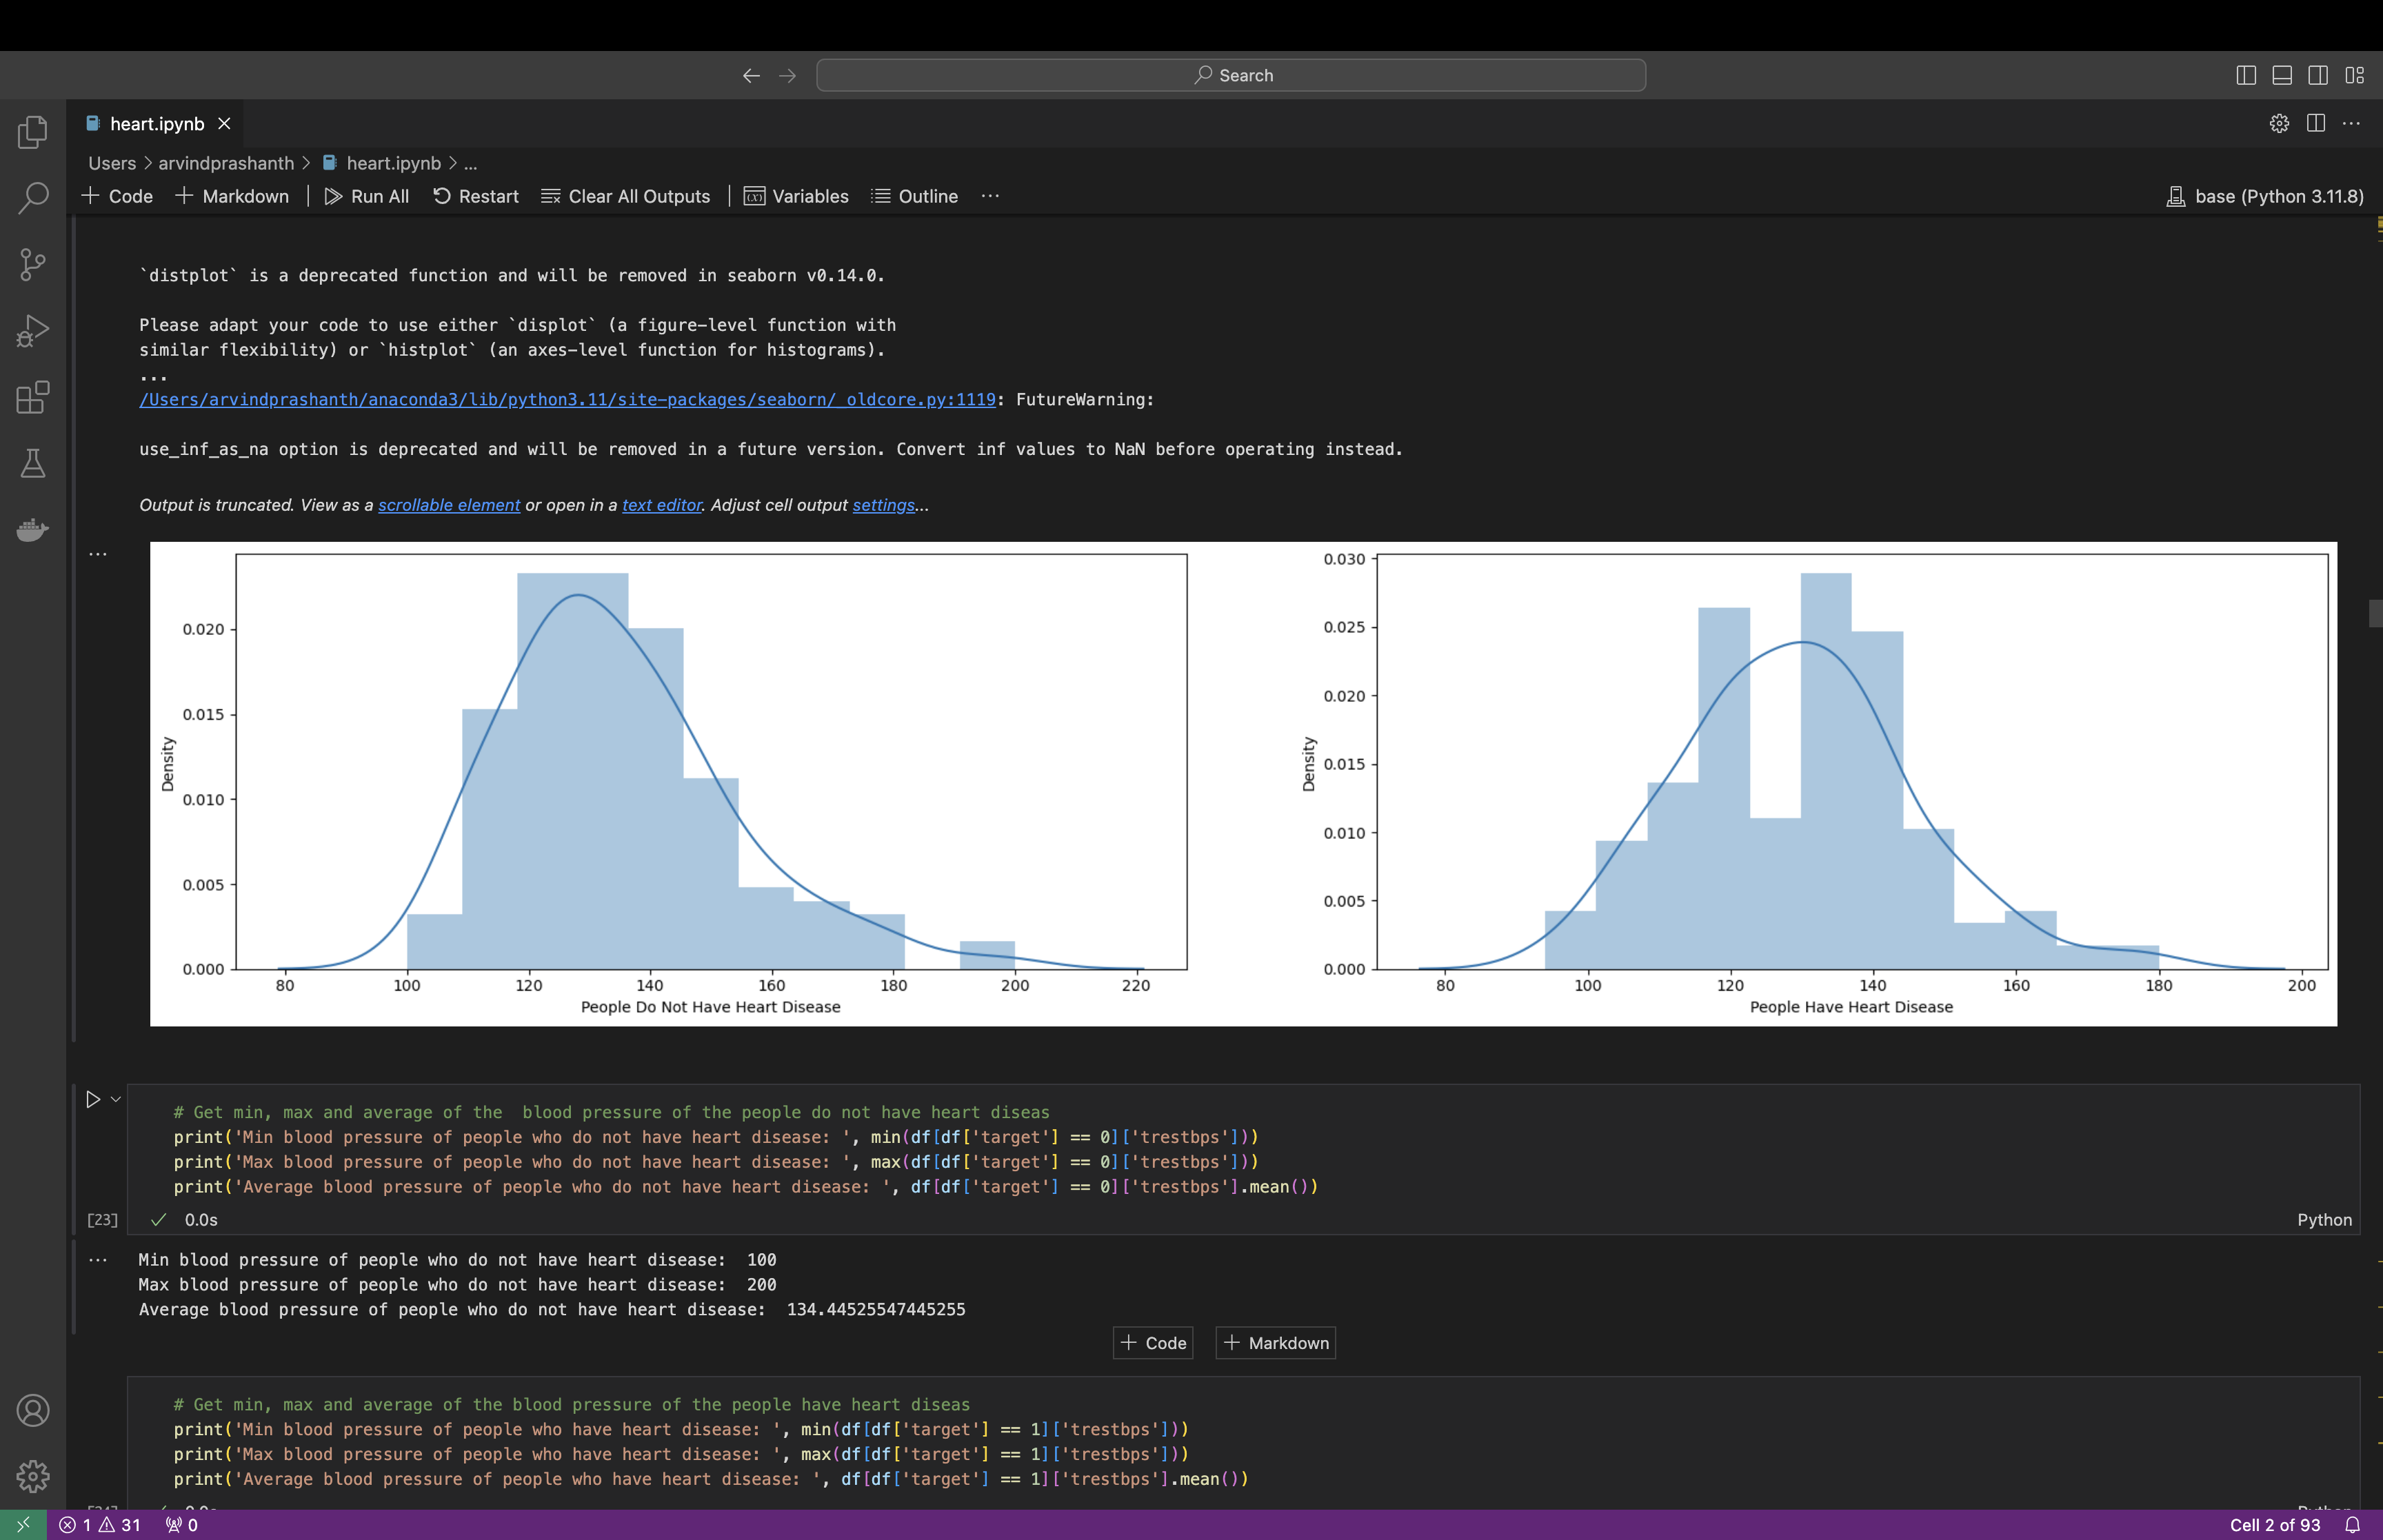 Search
heart.ipynb
Users > arvindprashanth > heart.ipynb > ...
+ Code + Markdown | Run All Restart Clear All Outputs | Variables Outline ...
base (Python 3.11.8)
`distplot` is a deprecated function and will be removed in seaborn v0.14.0.
Please adapt your code to use either `displot` (a figure-level function with
similar flexibility) or `histplot` (an axes-level function for histograms).
...
/Users/arvindprashanth/anaconda3/lib/python3.11/site-packages/seaborn/_oldcore.py:1119: FutureWarning:
use_inf_as_na option is deprecated and will be removed in a future version. Convert inf values to NaN before operating instead.
Output is truncated. View as a scrollable element or open in a text editor. Adjust cell output settings...
Density
0.020
0.015
0.010
0.005
0.000
80 100 120 140 160 180 200 220
People Do Not Have Heart Disease
Density
0.030
0.025
0.020
0.015
0.010
0.005
0.000
80 100 120 140 160 180 200
People Have Heart Disease
# Get min, max and average of the  blood pressure of the people do not have heart diseas
print('Min blood pressure of people who do not have heart disease: ', min(df[df['target'] == 0]['trestbps']))
print('Max blood pressure of people who do not have heart disease: ', max(df[df['target'] == 0]['trestbps']))
print('Average blood pressure of people who do not have heart disease: ', df[df['target'] == 0]['trestbps'].mean())
[23] 0.0s
Python
Min blood pressure of people who do not have heart disease:  100
Max blood pressure of people who do not have heart disease:  200
Average blood pressure of people who do not have heart disease:  134.44525547445255
+ Code + Markdown
# Get min, max and average of the blood pressure of the people have heart diseas
print('Min blood pressure of people who have heart disease: ', min(df[df['target'] == 1]['trestbps']))
print('Max blood pressure of people who have heart disease: ', max(df[df['target'] == 1]['trestbps']))
print('Average blood pressure of people who have heart disease: ', df[df['target'] == 1]['trestbps'].mean())
1 31 0
Cell 2 of 93